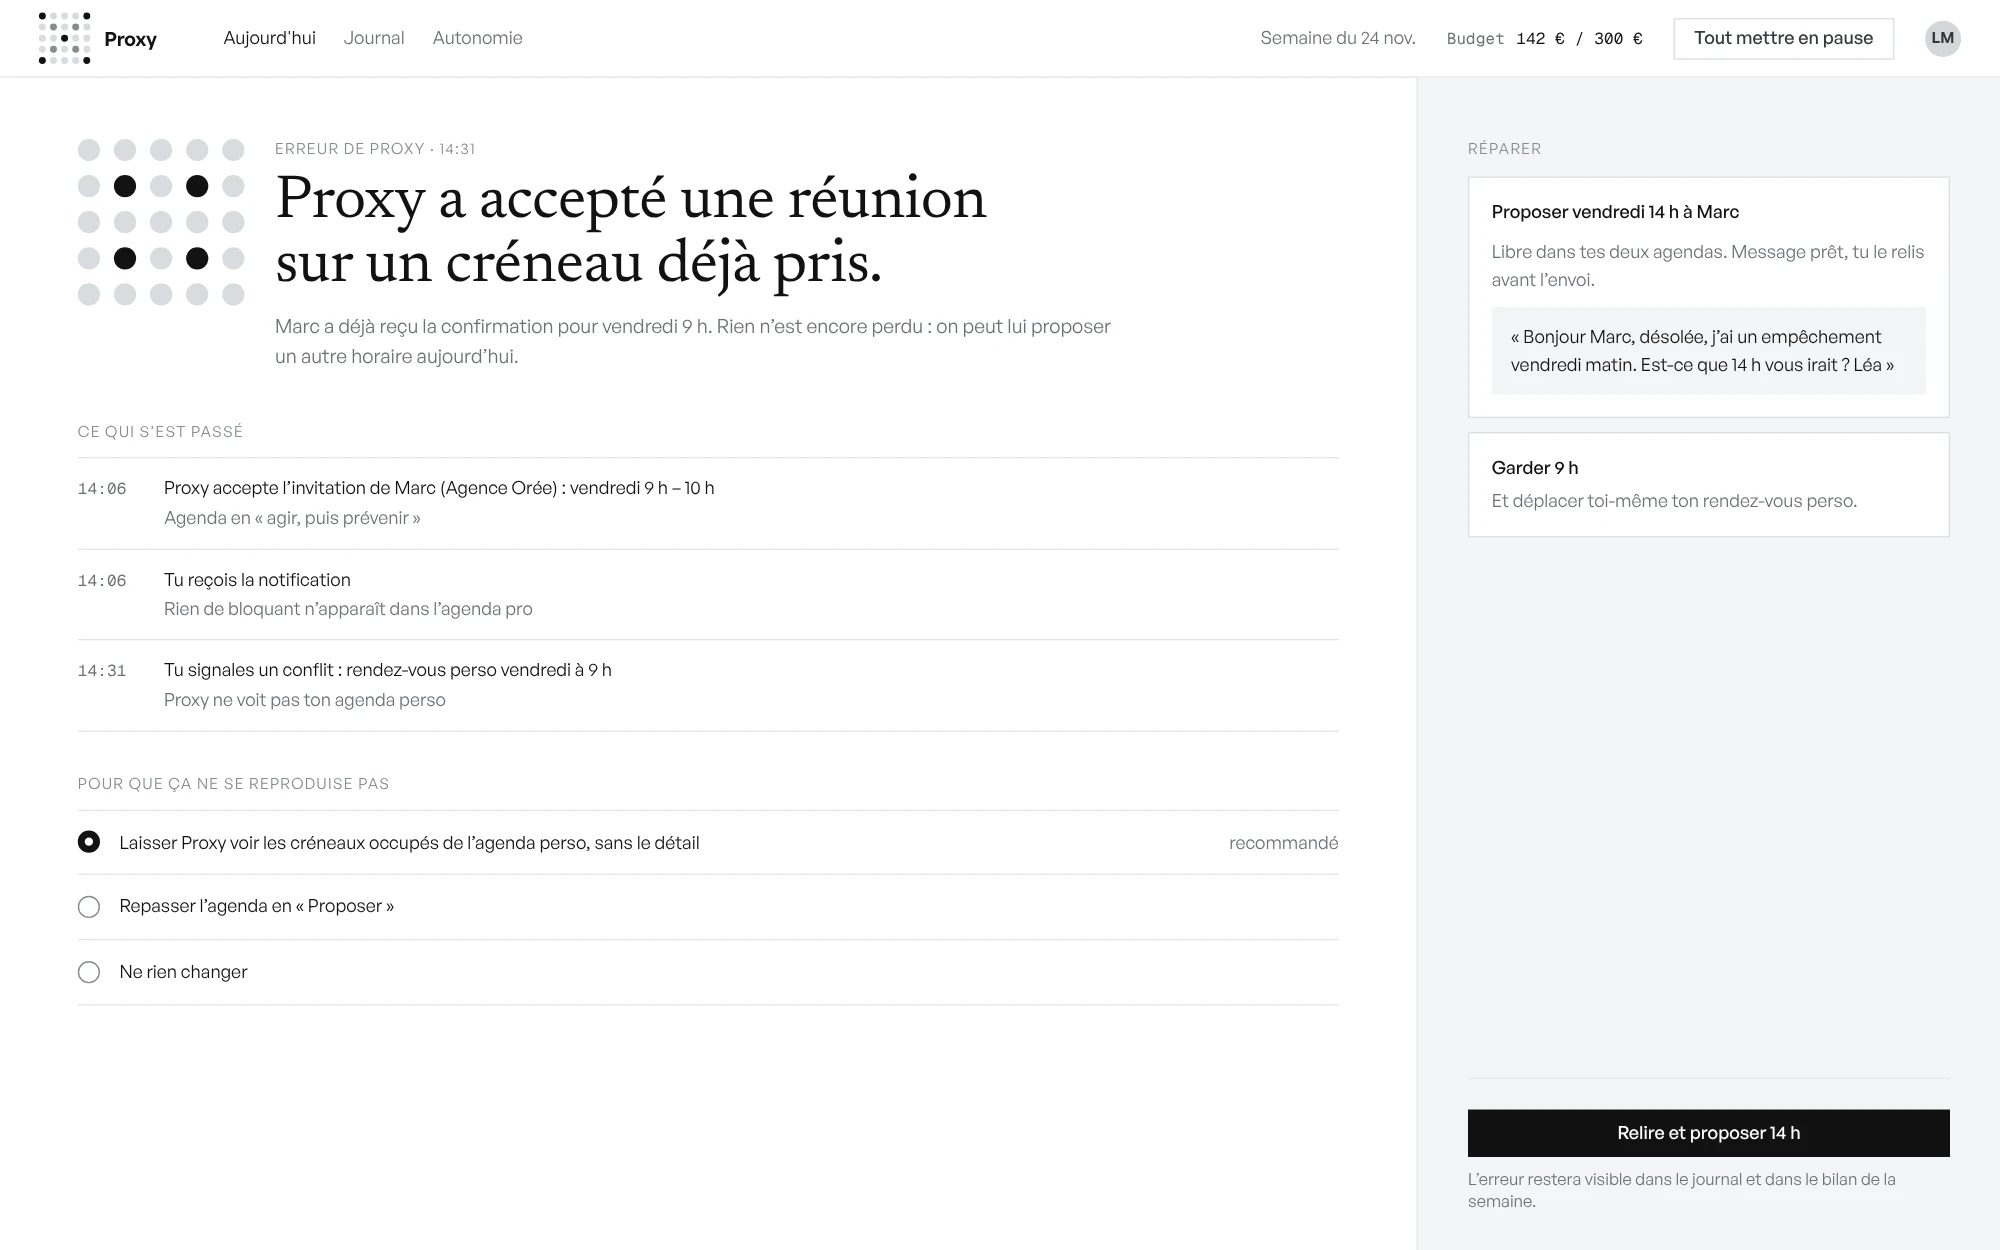 Proxy
Aujourd'hui
Journal
Autonomie
Semaine du 24 nov.
Budget 142 € / 300 €
Tout mettre en pause
LM
ERREUR DE PROXY · 14:31
Proxy a accepté une réunion
sur un créneau déjà pris.
Marc a déjà reçu la confirmation pour vendredi 9 h. Rien n’est encore perdu : on peut lui proposer
un autre horaire aujourd’hui.
CE QUI S’EST PASSÉ
14:06 Proxy accepte l’invitation de Marc (Agence Orée) : vendredi 9 h – 10 h
Agenda en « agir, puis prévenir »
14:06 Tu reçois la notification
Rien de bloquant n’apparaît dans l’agenda pro
14:31 Tu signales un conflit : rendez-vous perso vendredi à 9 h
Proxy ne voit pas ton agenda perso
POUR QUE ÇA NE SE REPRODUISE PAS
Laisser Proxy voir les créneaux occupés de l’agenda perso, sans le détail recommandé
Repasser l’agenda en « Proposer »
Ne rien changer
RÉPARER
Proposer vendredi 14 h à Marc
Libre dans tes deux agendas. Message prêt, tu le relis
avant l’envoi.
« Bonjour Marc, désolée, j’ai un empêchement
vendredi matin. Est-ce que 14 h vous irait ? Léa »
Garder 9 h
Et déplacer toi-même ton rendez-vous perso.
Relire et proposer 14 h
L’erreur restera visible dans le journal et dans le bilan de la
semaine.